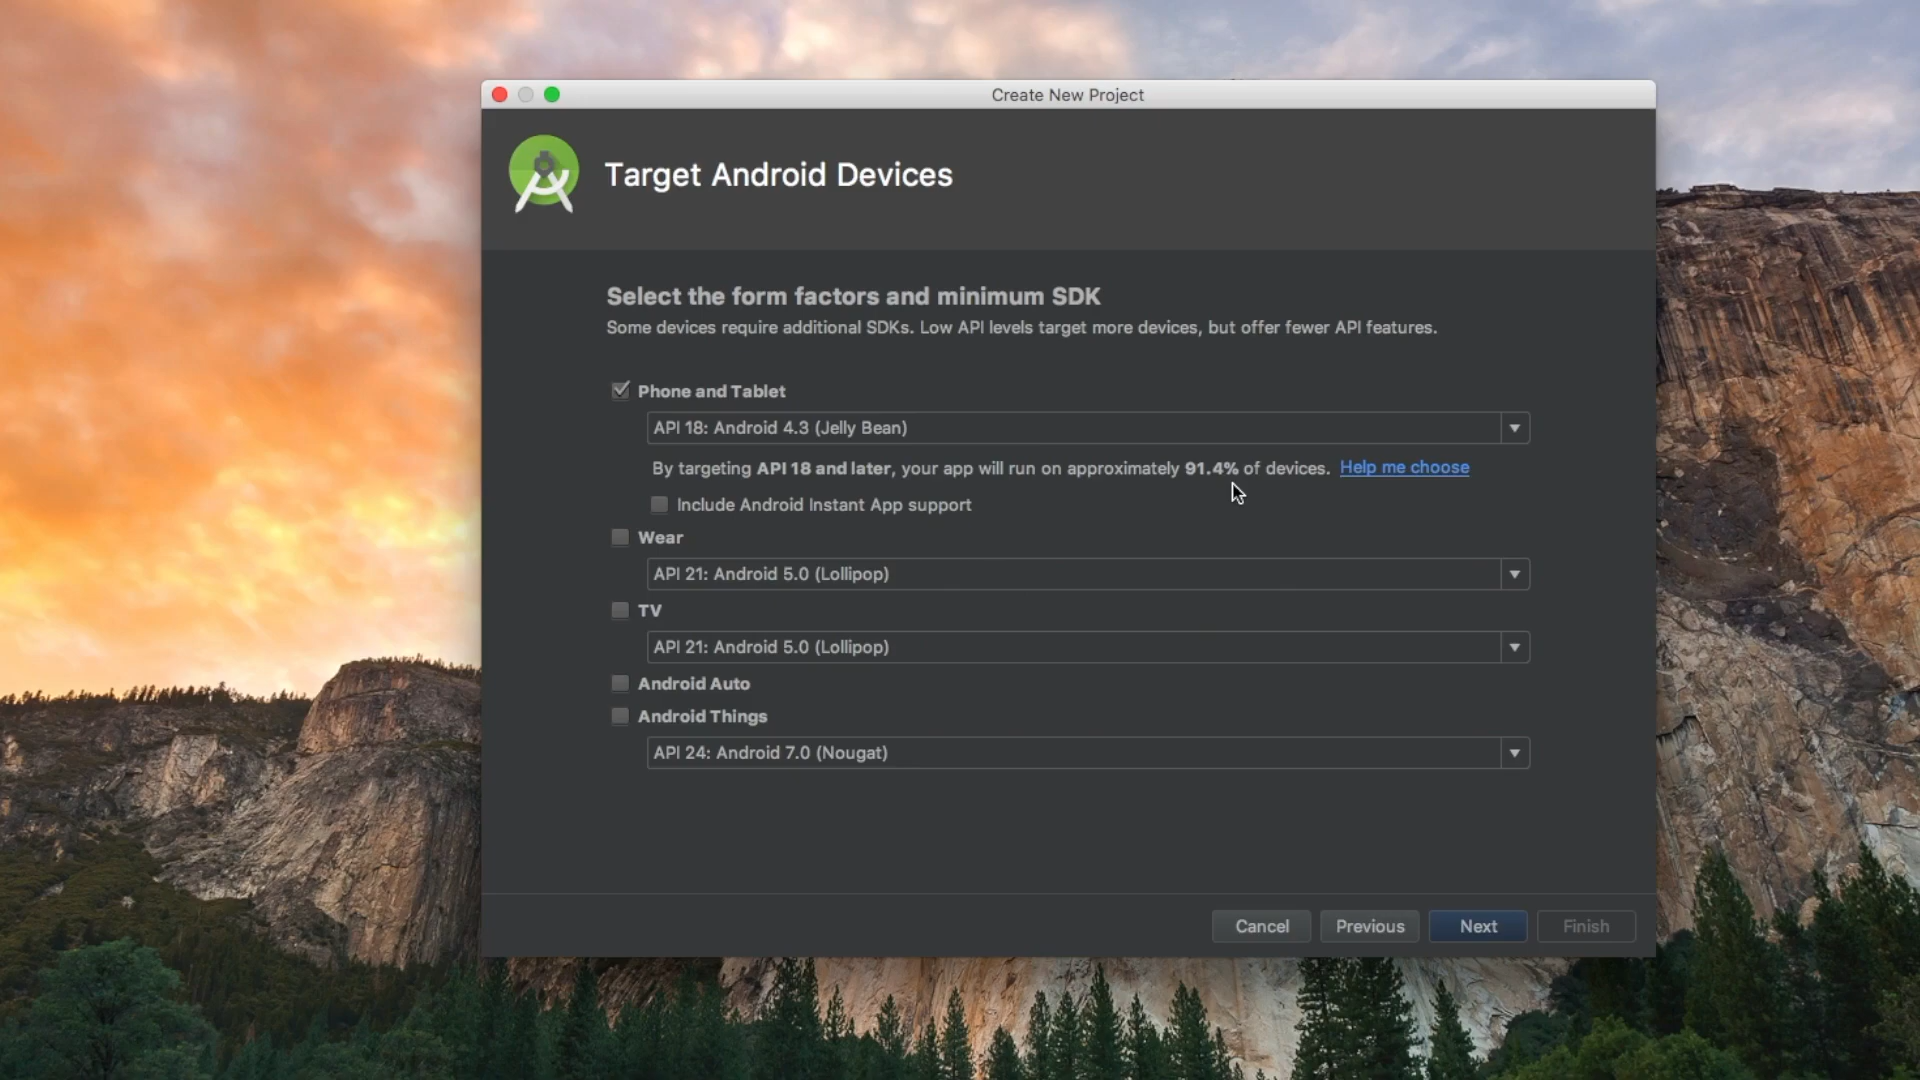 Create New Project
Target Android Devices
Select the form factors and minimum SDK
Some devices require additional SDKs. Low API levels target more devices, but offer fewer API features.
Phone and Tablet
API 18: Android 4.3 (Jelly Bean)
By targeting API 18 and later, your app will run on approximately 91.4% of devices. Help me choose
Include Android Instant App support
Wear
API 21: Android 5.0 (Lollipop)
TV
API 21: Android 5.0 (Lollipop)
Android Auto
Android Things
API 24: Android 7.0 (Nougat)
Cancel Previous Next Finish